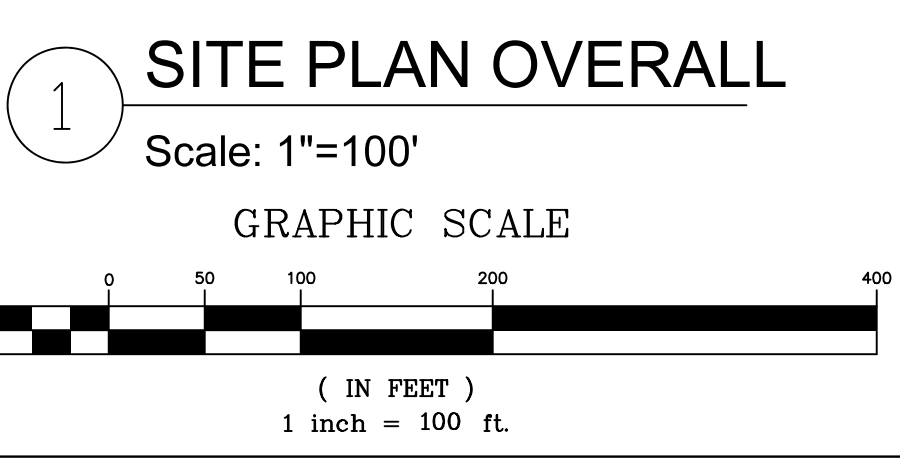 1
SITE PLAN OVERALL
Scale: 1"=100'
GRAPHIC SCALE
0 50 100 200 400
( IN FEET )
1 inch = 100 ft.